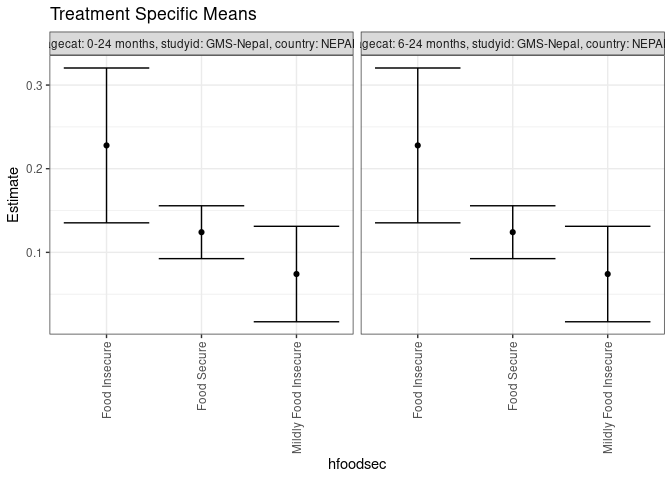 Treatment Specific Means
gecat: 0-24 months, studyid: GMS-Nepal, country: NEPAL
gecat: 6-24 months, studyid: GMS-Nepal, country: NEPAL
Estimate
0.3
0.2
0.1
Food Insecure
Food Secure
Mildly Food Insecure
Food Insecure
Food Secure
Mildly Food Insecure
hfoodsec